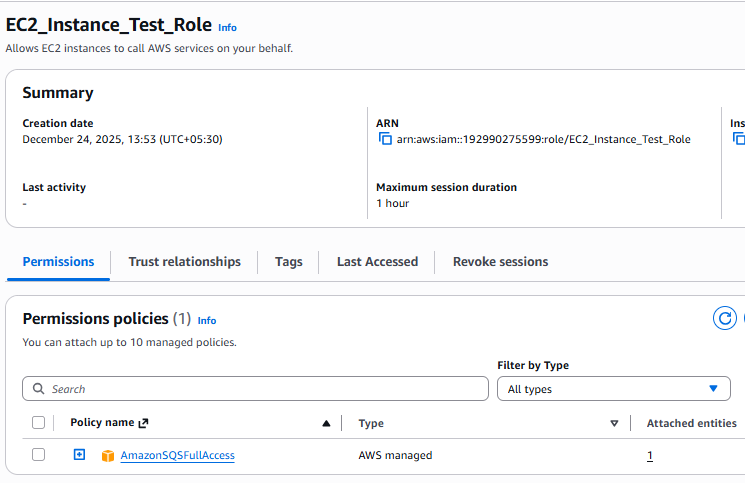 EC2_Instance_Test_Role Info
Allows EC2 instances to call AWS services on your behalf.
Summary
Creation date
December 24, 2025, 13:53 (UTC+05:30)
ARN
arn:aws:iam::192990275599:role/EC2_Instance_Test_Role
Ins
Last activity
-
Maximum session duration
1 hour
Permissions Trust relationships Tags Last Accessed Revoke sessions
Permissions policies (1) Info
You can attach up to 10 managed policies.
Filter by Type
Search All types
Policy name Type Attached entities
AmazonSQSFullAccess AWS managed 1